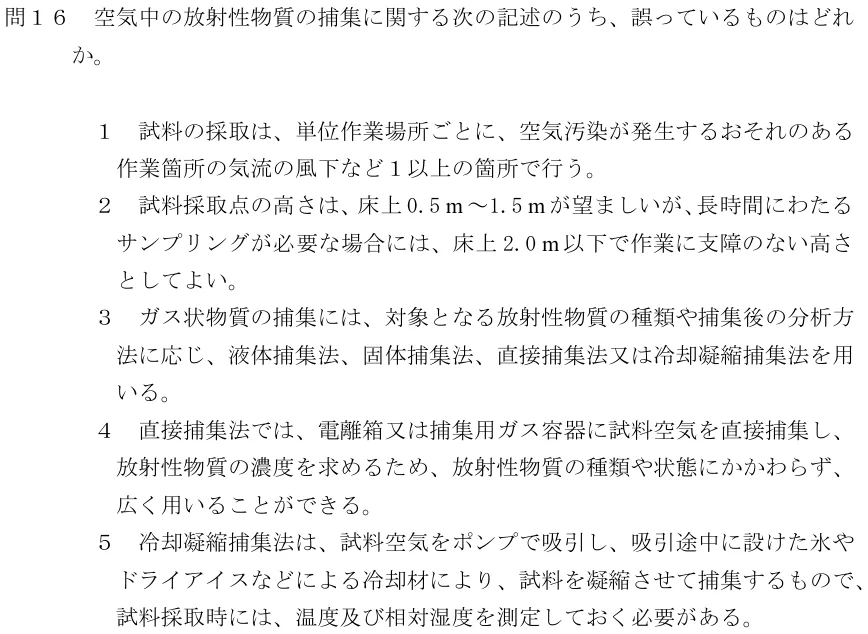 問１６　空気中の放射性物質の捕集に関する次の記述のうち、誤っているものはどれ
か。
１　試料の採取は、単位作業場所ごとに、空気汚染が発生するおそれのある
作業箇所の気流の風下など１以上の箇所で行う。
２　試料採取点の高さは、床上0.5ｍ～1.5ｍが望ましいが、長時間にわたる
サンプリングが必要な場合には、床上2.0ｍ以下で作業に支障のない高さ
としてよい。
３　ガス状物質の捕集には、対象となる放射性物質の種類や捕集後の分析方
法に応じ、液体捕集法、固体捕集法、直接捕集法又は冷却凝縮捕集法を用
いる。
４　直接捕集法では、電離箱又は捕集用ガス容器に試料空気を直接捕集し、
放射性物質の濃度を求めるため、放射性物質の種類や状態にかかわらず、
広く用いることができる。
５　冷却凝縮捕集法は、試料空気をポンプで吸引し、吸引途中に設けた氷や
ドライアイスなどによる冷却材により、試料を凝縮させて捕集するもので、
試料採取時には、温度及び相対湿度を測定しておく必要がある。